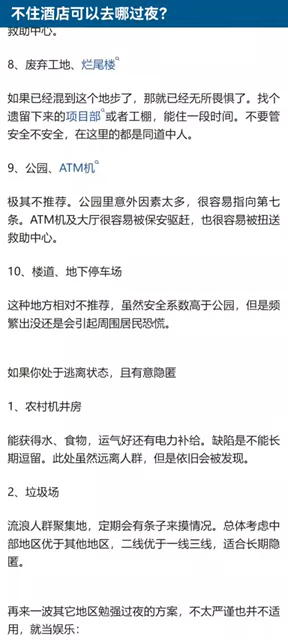 不住酒店可以去哪过夜？
救助中心。
8、废弃工地、烂尾楼
如果已经混到这个地步了，那就已经无所畏惧了。找个
遗留下来的项目部或者工棚，能住一段时间。不要管
安全不安全，在这里的都是同道中人。
9、公园、ATM机
极其不推荐。公园里意外因素太多，很容易指向第七
条。ATM机及大厅很容易被保安驱赶，也很容易被扭送
救助中心。
10、楼道、地下停车场
这种地方相对不推荐，虽然安全系数高于公园，但是频
繁出没还是会引起周围居民恐慌。
如果你处于逃离状态，且有意隐匿
1、农村机井房
能获得水、食物，运气好还有电力补给。缺陷是不能长
期逗留。此处虽然远离人群，但是依旧会被发现。
2、垃圾场
流浪人群聚集地，定期会有条子来摸情况。总体考虑中
部地区优于其他地区，二线优于一线三线，适合长期隐
匿。
再来一波其它地区勉强过夜的方案，不太严谨也并不适
用，就当娱乐：